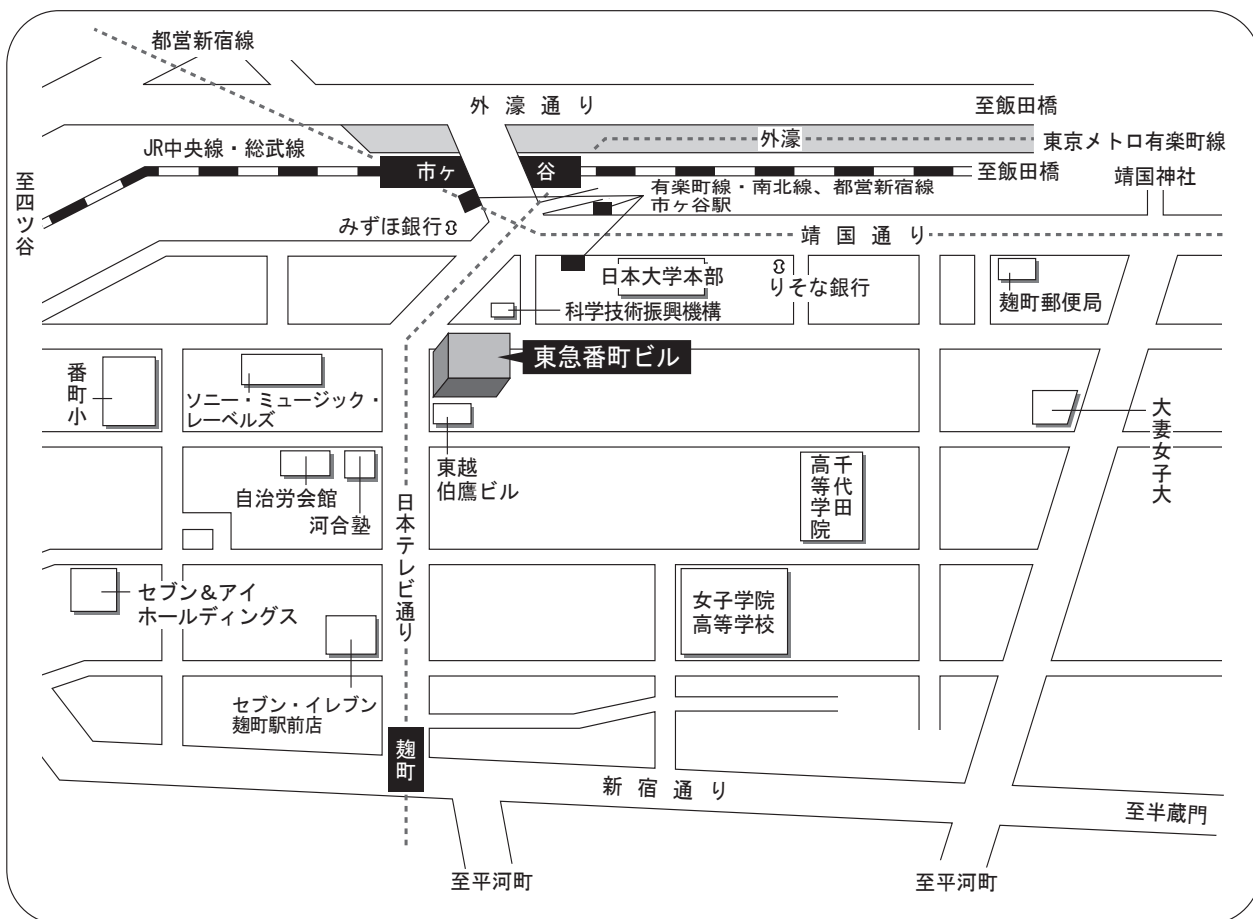 都営新宿線
外濠通り
至飯田橋
外濠
東京メトロ有楽町線
JR中央線・総武線
市ヶ谷
至飯田橋
靖国神社
至四ツ谷
有楽町線・南北線、都営新宿線
市ヶ谷駅
みずほ銀行
靖国通り
日本大学本部
りそな銀行
麹町郵便局
科学技術振興機構
東急番町ビル
番町小
ソニー・ミュージック・
レーベルズ
大妻女子大
東越
伯鷹ビル
千代田
高等学院
自治労会館
河合塾
日本テレビ通り
セブン&アイ
ホールディングス
女子学院
高等学校
セブン・イレブン
麹町駅前店
麹町
新宿通り
至半蔵門
至平河町
至平河町